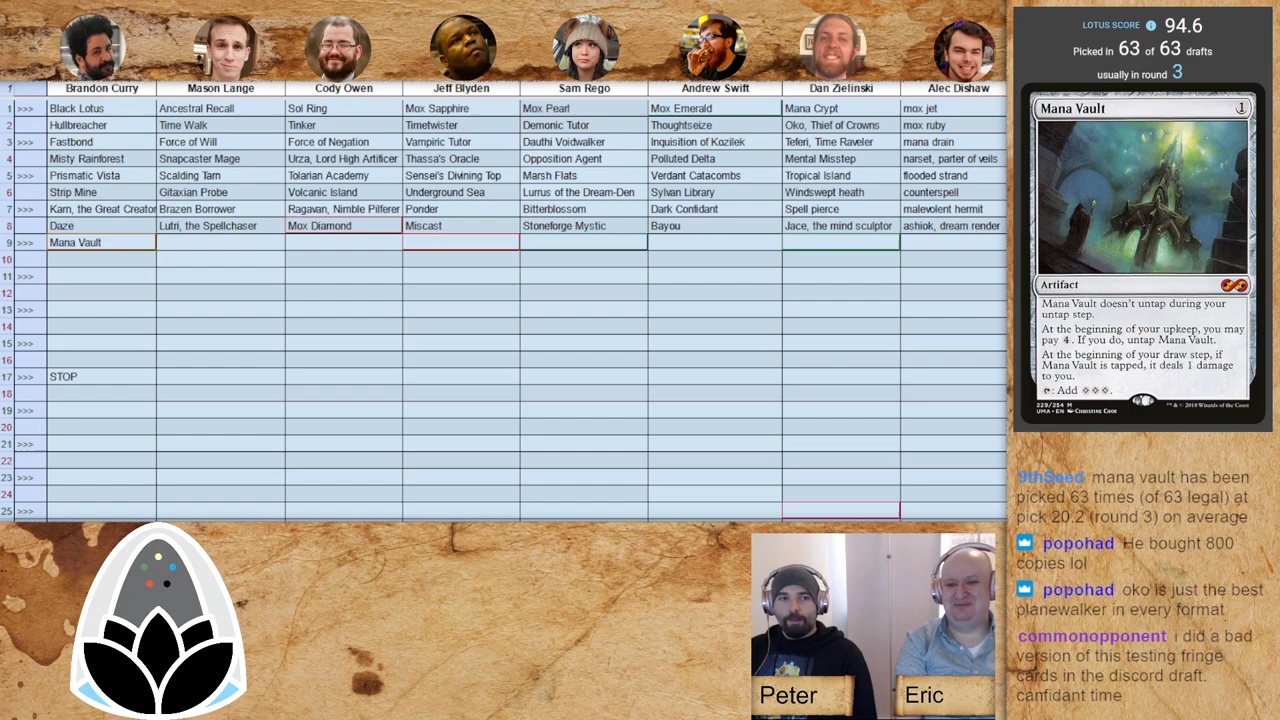 1 Brandon Curry Mason Lange Cody Owen Jeff Blyden Sam Rego Andrew Swift Dan Zielinski Alec Dishaw
1 >>> Black Lotus Ancestral Recall Sol Ring Mox Sapphire Mox Pearl Mox Emerald Mana Crypt mox jet
2 Hullbreacher Time Walk Tinker Timetwister Demonic Tutor Thoughtseize Oko, Thief of Crowns mox ruby
3 >>> Fastbond Force of Will Force of Negation Vampiric Tutor Dauthi Voidwalker Inquisition of Kozilek Teferi, Time Raveler mana drain
4 Misty Rainforest Snapcaster Mage Urza, Lord High Artificer Thassa's Oracle Opposition Agent Polluted Delta Mental Misstep narset, parter of veils
5 >>> Prismatic Vista Scalding Tarn Tolarian Academy Sensei's Divining Top Marsh Flats Verdant Catacombs Tropical Island flooded strand
6 Strip Mine Gitaxian Probe Volcanic Island Underground Sea Lurrus of the Dream-Den Sylvan Library Windswept heath counterspell
7 >>> Karn, the Great Creator Brazen Borrower Ragavan, Nimble Pilferer Ponder Bitterblossom Dark Confidant Spell pierce malevolent hermit
8 Daze Lutri, the Spellchaser Mox Diamond Miscast Stoneforge Mystic Bayou Jace, the mind sculptor ashiok, dream render
9 >>> Mana Vault
10
11 >>>
12
13 >>>
14
15 >>>
16
17 >>> STOP
18
19 >>>
20
21 >>>
22
23 >>>
24
25 >>>
LOTUS SCORE 94.6
Picked in 63 of 63 drafts
usually in round 3
Mana Vault 1
Artifact
Mana Vault doesn't untap during your
untap step.
At the beginning of your upkeep, you may
pay 4. If you do, untap Mana Vault.
At the beginning of your draw step, if
Mana Vault is tapped, it deals 1 damage
to you.
: Add
229/254 M
UMA • EN CHRISTINE CHOI
™ & © 2018 Wizards of the Coast
9thSeed mana vault has been
picked 63 times (of 63 legal) at
pick 20.2 (round 3) on average
popohad He bought 800
copies lol
popohad oko is just the best
planewalker in every format
commonopponent i did a bad
version of this testing fringe
cards in the discord draft.
canfidant time
Peter
Eric